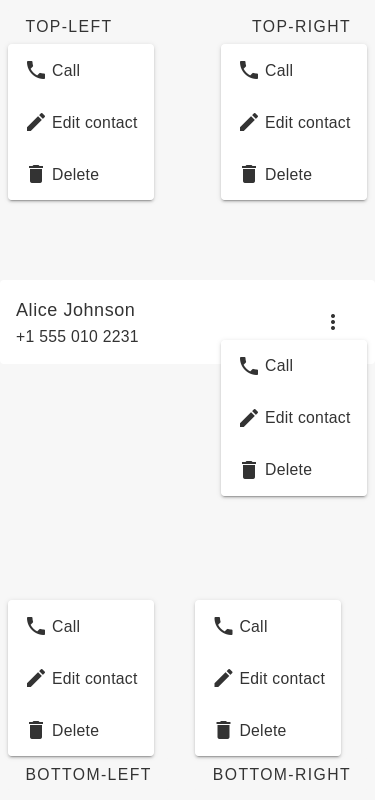 TOP-LEFT
Call
Edit contact
Delete
TOP-RIGHT
Call
Edit contact
Delete
Alice Johnson
+1 555 010 2231
Call
Edit contact
Delete
Call
Edit contact
Delete
BOTTOM-LEFT
Call
Edit contact
Delete
BOTTOM-RIGHT